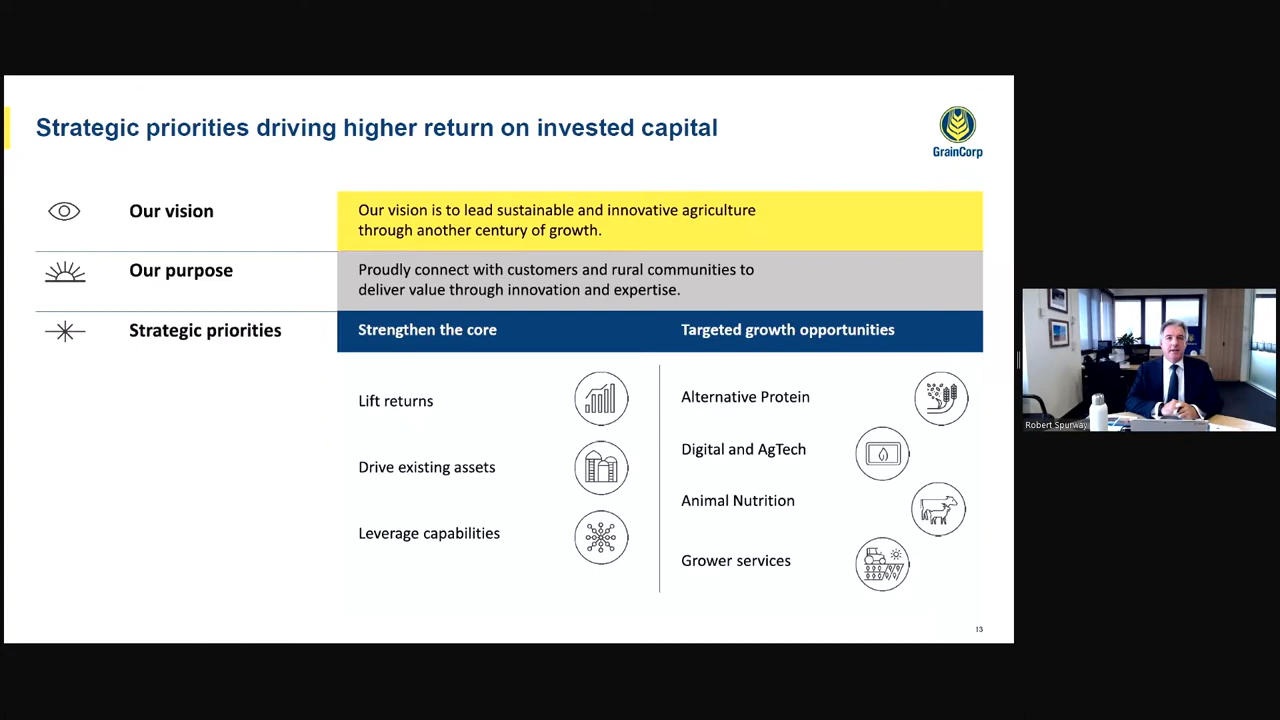 Strategic priorities driving higher return on invested capital
GrainCorp
Our vision
Our vision is to lead sustainable and innovative agriculture
through another century of growth.
Our purpose
Proudly connect with customers and rural communities to
deliver value through innovation and expertise.
Strategic priorities
Strengthen the core
Targeted growth opportunities
Lift returns
Drive existing assets
Leverage capabilities
Alternative Protein
Digital and AgTech
Animal Nutrition
Grower services
13
Robert Spurway